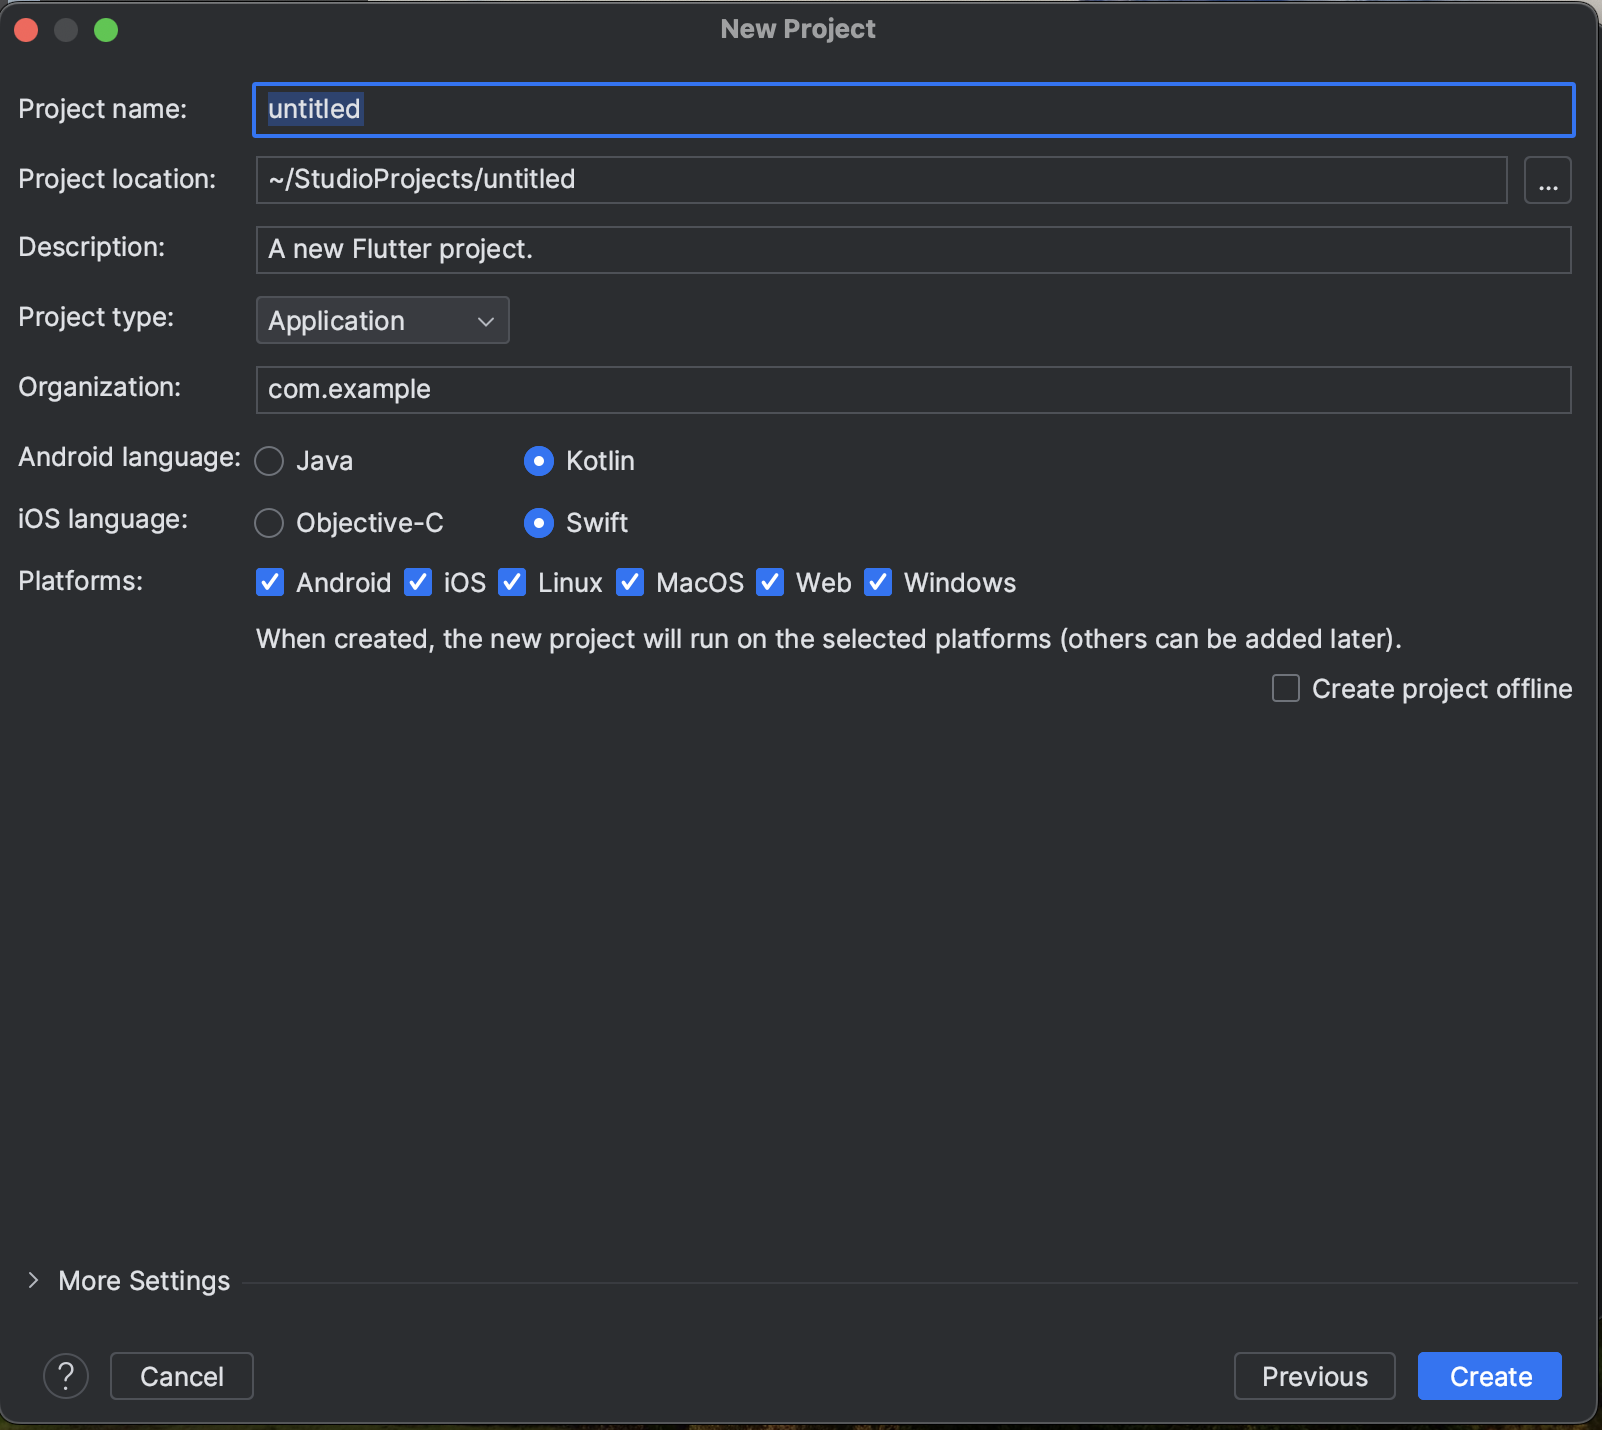 New Project
Project name: untitled
Project location: ~/StudioProjects/untitled ...
Description: A new Flutter project.
Project type: Application
Organization: com.example
Android language: Java Kotlin
iOS language: Objective-C Swift
Platforms: Android iOS Linux MacOS Web Windows
When created, the new project will run on the selected platforms (others can be added later).
Create project offline
More Settings
? Cancel Previous Create